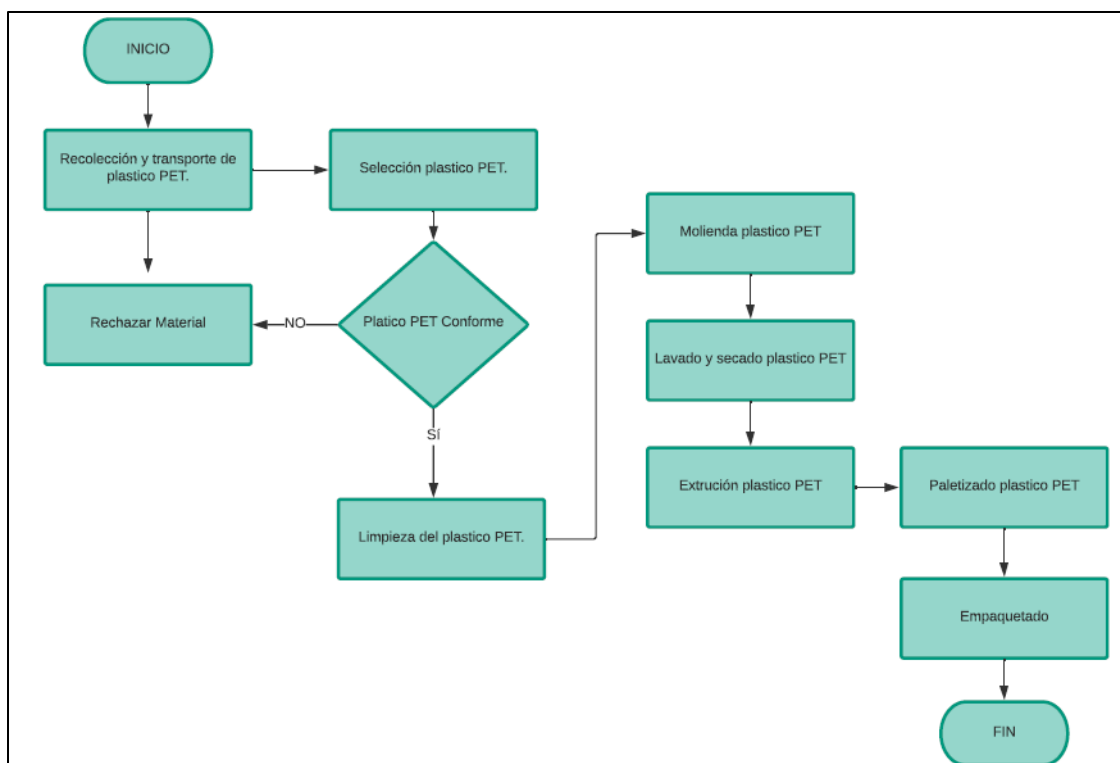 INICIO
Recolección y transporte de
plastico PET.
Selección plastico PET.
Rechazar Material
NO
Platico PET Conforme
Sí
Limpieza del plastico PET.
Molienda plastico PET
Lavado y secado plastico PET
Extrución plastico PET
Paletizado plastico PET
Empaquetado
FIN